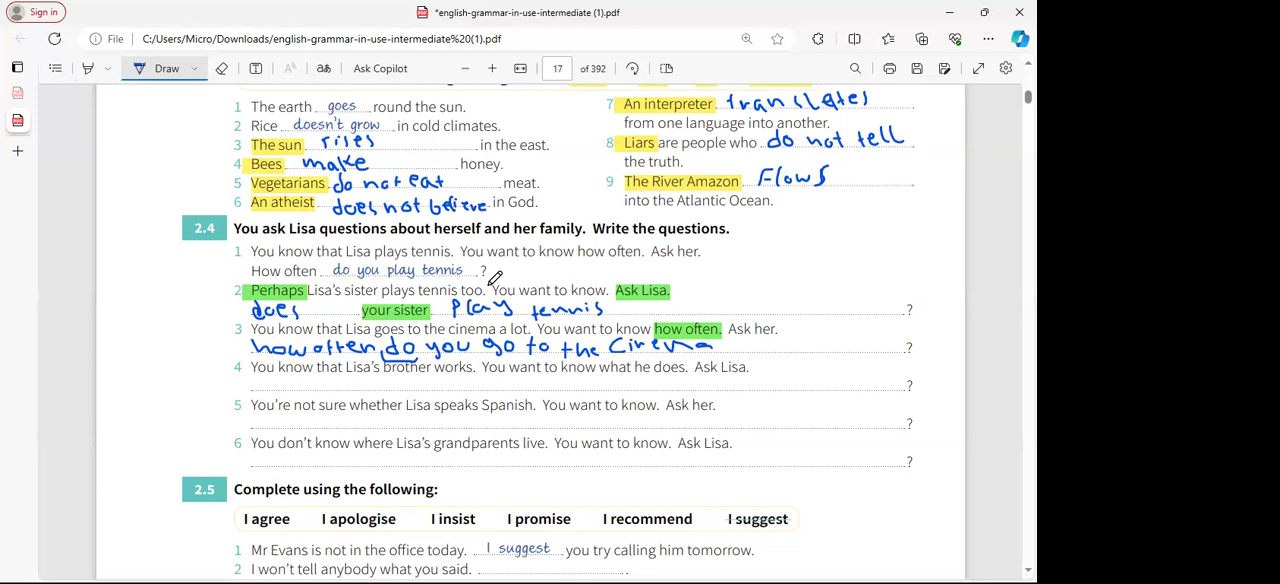 Sign in
*english-grammar-in-use-intermediate (1).pdf
File C:/Users/Micro/Downloads/english-grammar-in-use-intermediate%20(1).pdf
Draw
Ask Copilot
17 of 392
1 The earth goes round the sun.
2 Rice doesn't grow in cold climates.
3 The sun rises in the east.
4 Bees make honey.
5 Vegetarians do not eat meat.
6 An atheist does not believe in God.
7 An interpreter translates
from one language into another.
8 Liars are people who do not tell
the truth.
9 The River Amazon Flows
into the Atlantic Ocean.
2.4 You ask Lisa questions about herself and her family. Write the questions.
1 You know that Lisa plays tennis. You want to know how often. Ask her.
How often do you play tennis ?
2 Perhaps Lisa's sister plays tennis too. You want to know. Ask Lisa.
does your sister play tennis ?
3 You know that Lisa goes to the cinema a lot. You want to know how often. Ask her.
how often do you go to the Cinema ?
4 You know that Lisa's brother works. You want to know what he does. Ask Lisa.
?
5 You're not sure whether Lisa speaks Spanish. You want to know. Ask her.
?
6 You don't know where Lisa's grandparents live. You want to know. Ask Lisa.
?
2.5 Complete using the following:
I agree I apologise I insist I promise I recommend I suggest
1 Mr Evans is not in the office today. I suggest you try calling him tomorrow.
2 I won't tell anybody what you said.